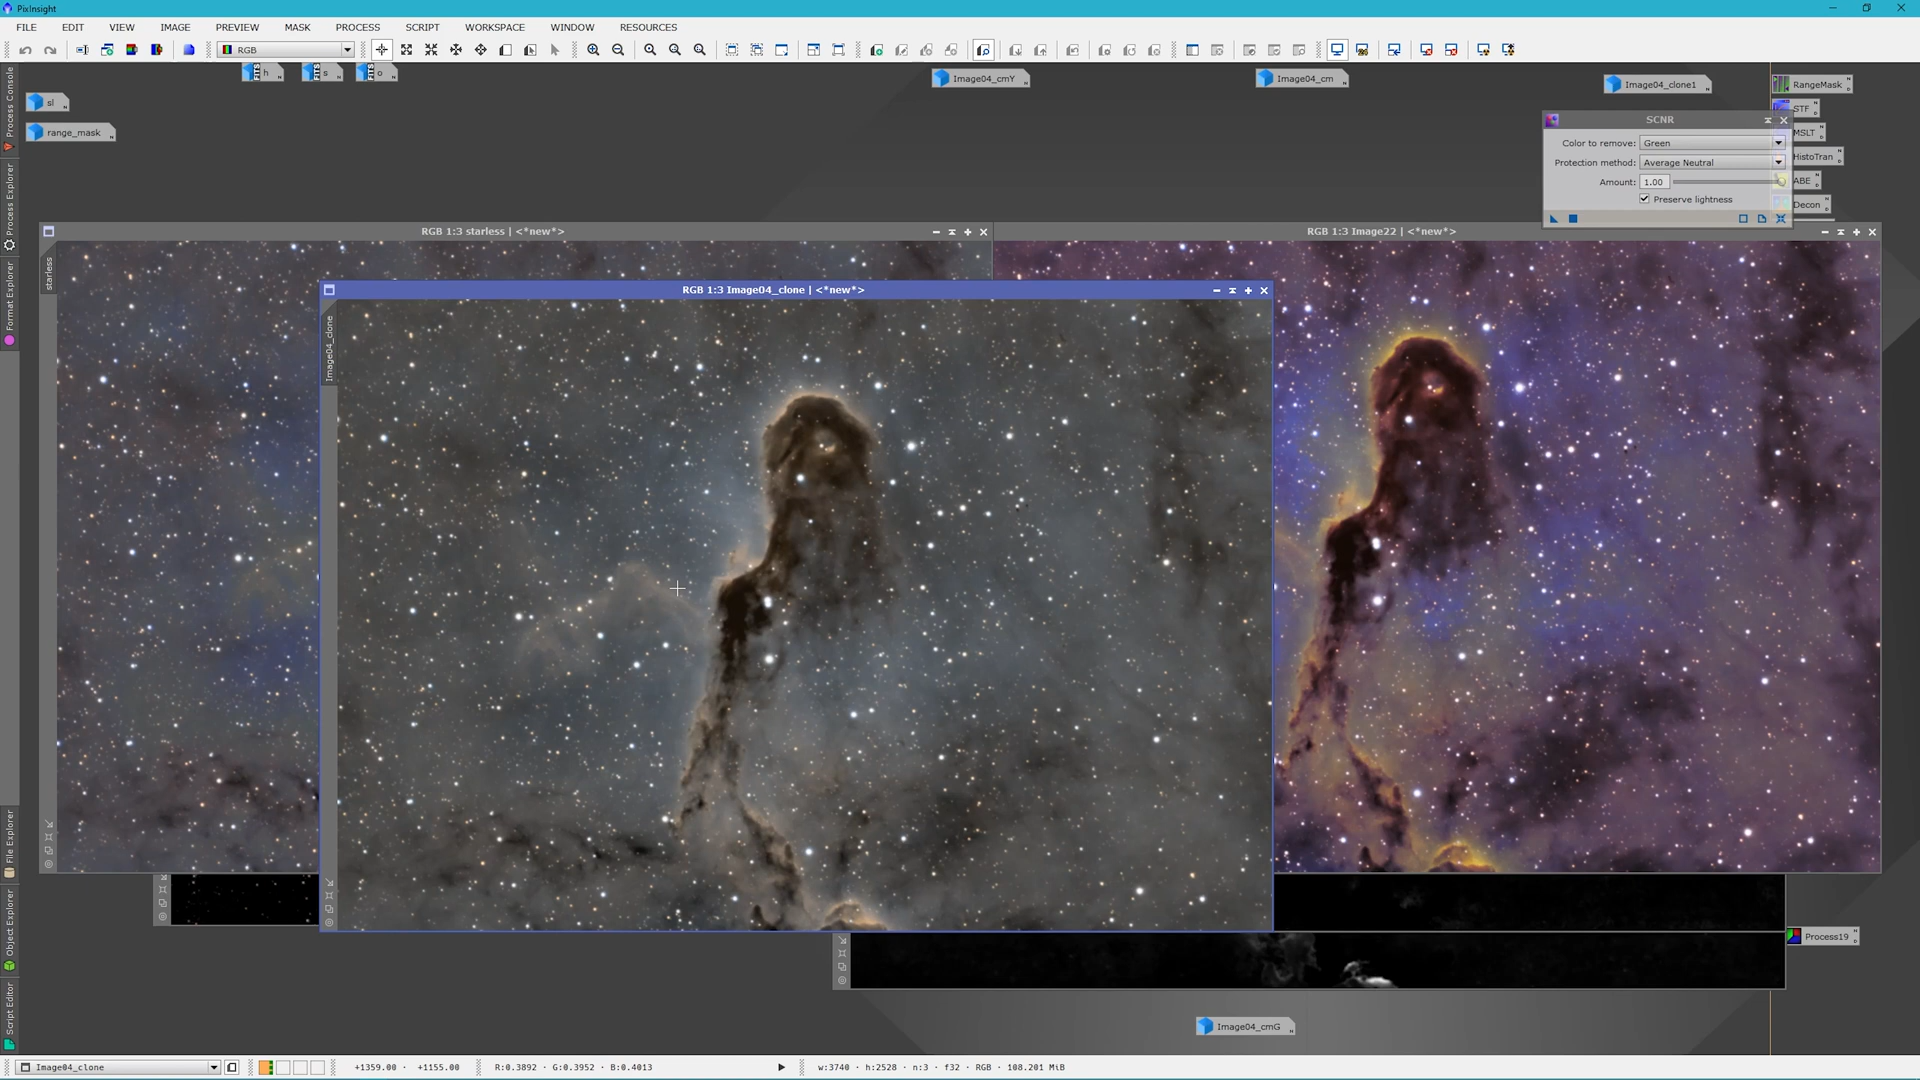 PixInsight
FILE EDIT VIEW IMAGE PREVIEW MASK PROCESS SCRIPT WORKSPACE WINDOW RESOURCES
RGB
h
s
o
Image04_cmY
Image04_cm
Image04_clone1
RangeMask
sl
range_mask
STF
MSLT
HistoTran
ABE
Decon
SCNR
Color to remove: Green
Protection method: Average Neutral
Amount: 1.00
Preserve lightness
Process Console
Process Explorer
Format Explorer
File Explorer
Object Explorer
Script Editor
RGB 1:3 starless | <*new*>
RGB 1:3 Image22 | <*new*>
starless
RGB 1:3 Image04_clone | <*new*>
Image04_clone
Process19
Image04_cmG
Image04_clone
+1359.00 · +1155.00
R:0.3892 · G:0.3952 · B:0.4013
w:3740 · h:2528 · n:3 · f32 · RGB · 108.201 MiB